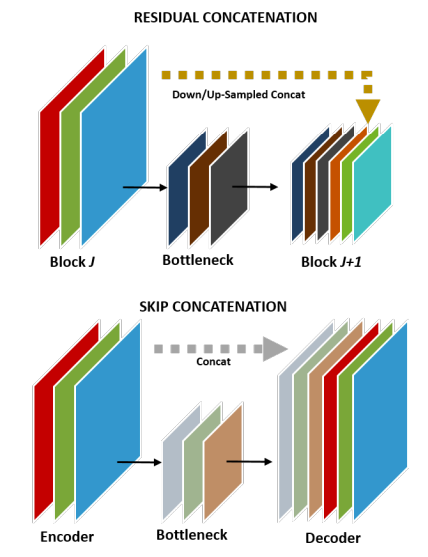 RESIDUAL CONCATENATION
Down/Up-Sampled Concat
Block J
Bottleneck
Block J+1
SKIP CONCATENATION
Concat
Encoder
Bottleneck
Decoder